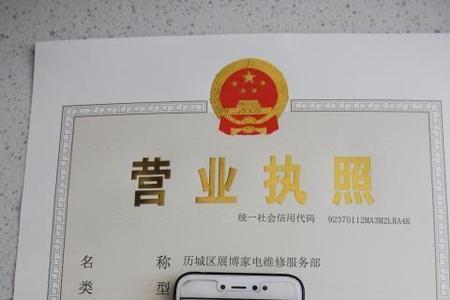 营业执照
统一社会信用代码 92370112MA3M2LRA4K
名 称 历城区展博家电维修服务部
类 型